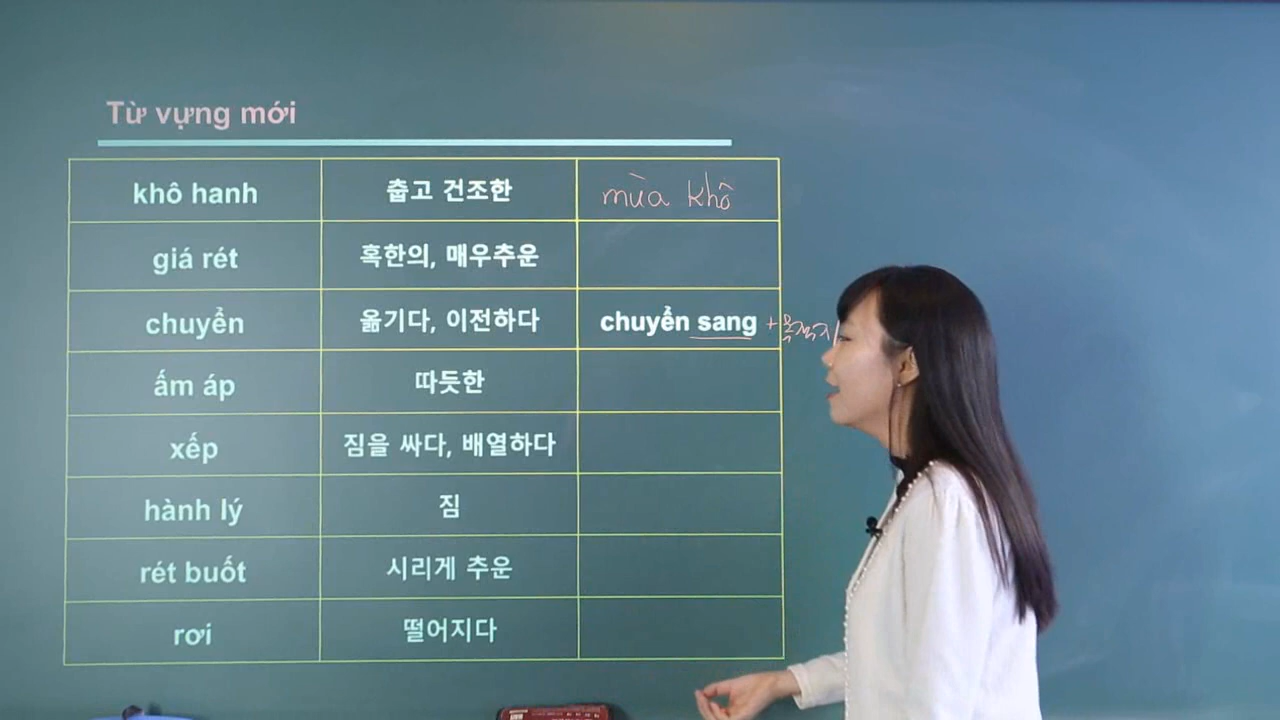 Từ vựng mới
khô hanh 춥고 건조한 mùa khô
giá rét 혹한의, 매우추운
chuyển 옮기다, 이전하다 chuyển sang + 목적지
ấm áp 따듯한
xếp 짐을 싸다, 배열하다
hành lý 짐
rét buốt 시리게 추운
rơi 떨어지다